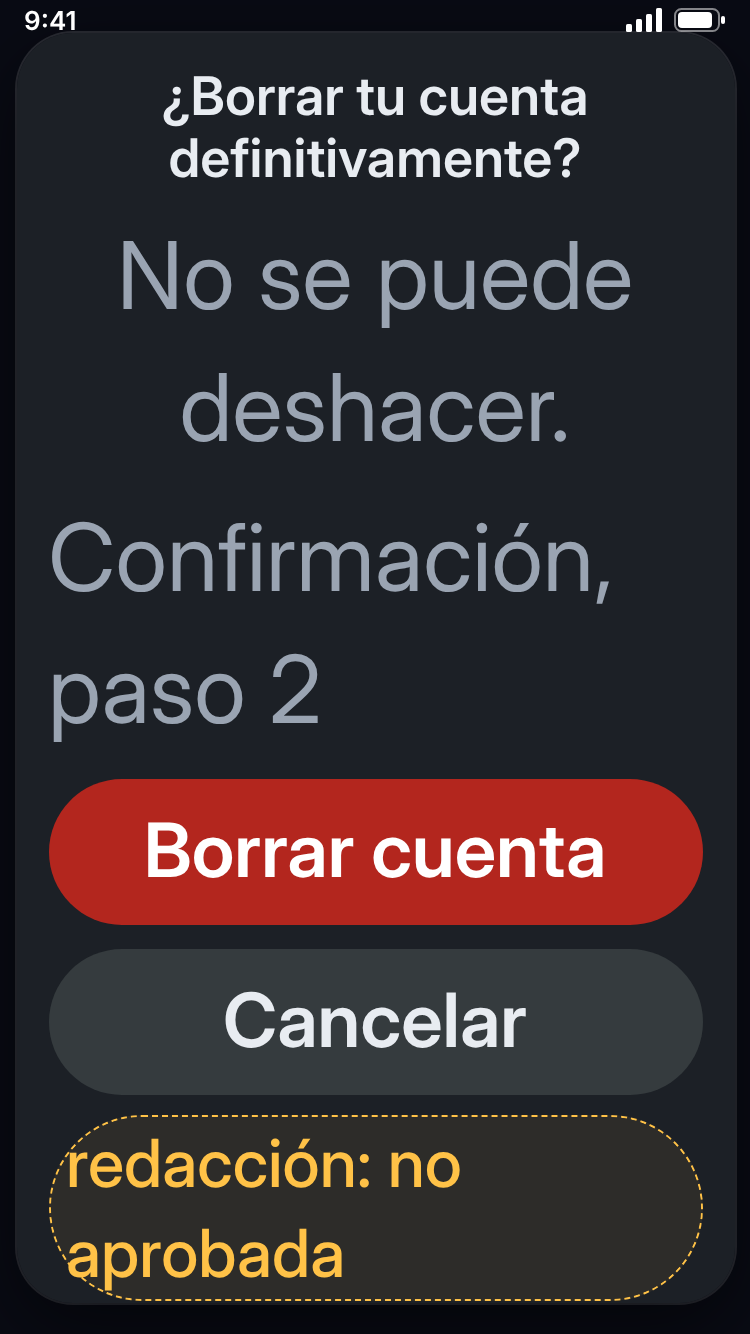 9:41
¿Borrar tu cuenta
definitivamente?
No se puede
deshacer.
Confirmación,
paso 2
Borrar cuenta
Cancelar
redacción: no
aprobada